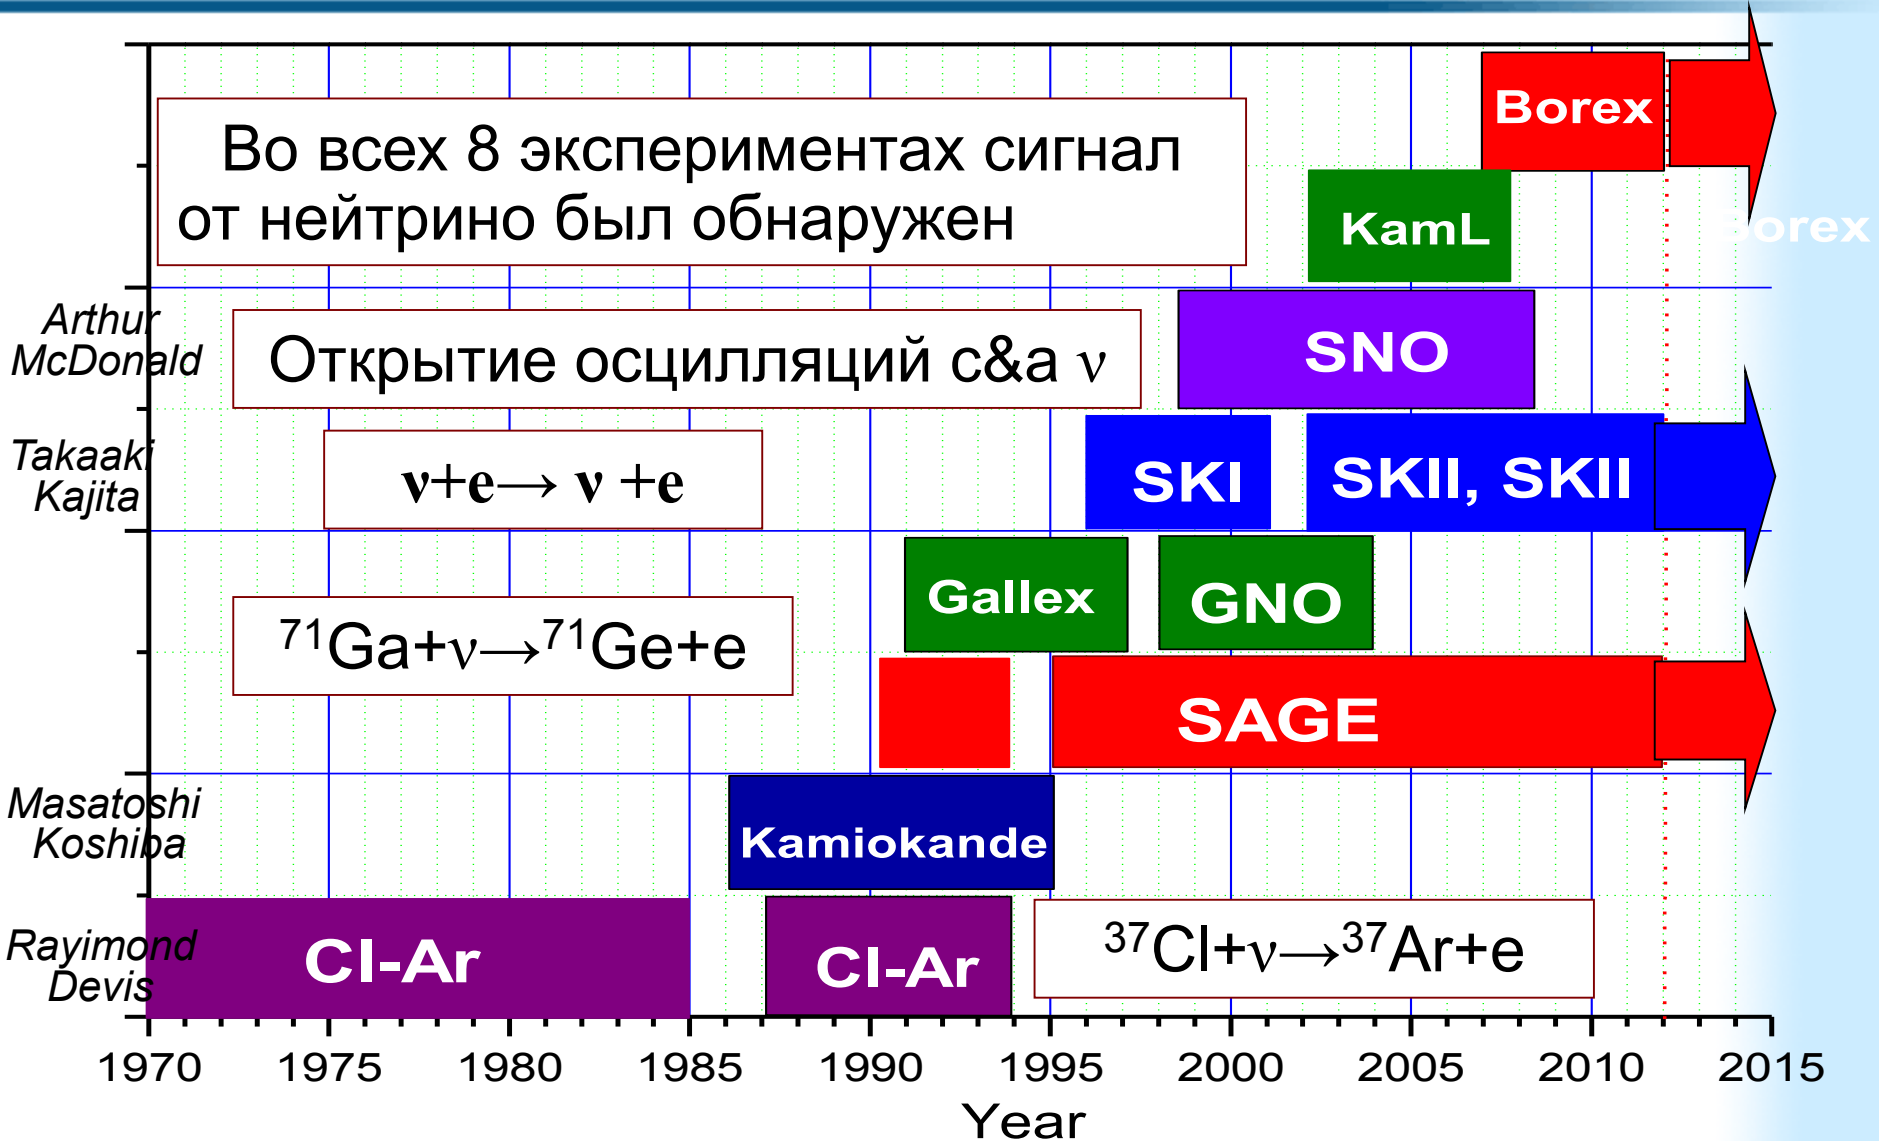 Borex
Во всех 8 экспериментах сигнал
от нейтрино был обнаружен
KamL
Borex
Arthur
McDonald
Открытие осцилляций c&a ν
SNO
Takaaki
Kajita
ν+e→ ν +e
SKI
SKII, SKII
Gallex
GNO
⁷¹Ga+ν→⁷¹Ge+e
SAGE
Masatoshi
Koshiba
Kamiokande
Rayimond
Devis
Cl-Ar
Cl-Ar
³⁷Cl+ν→³⁷Ar+e
1970 1975 1980 1985 1990 1995 2000 2005 2010 2015
Year